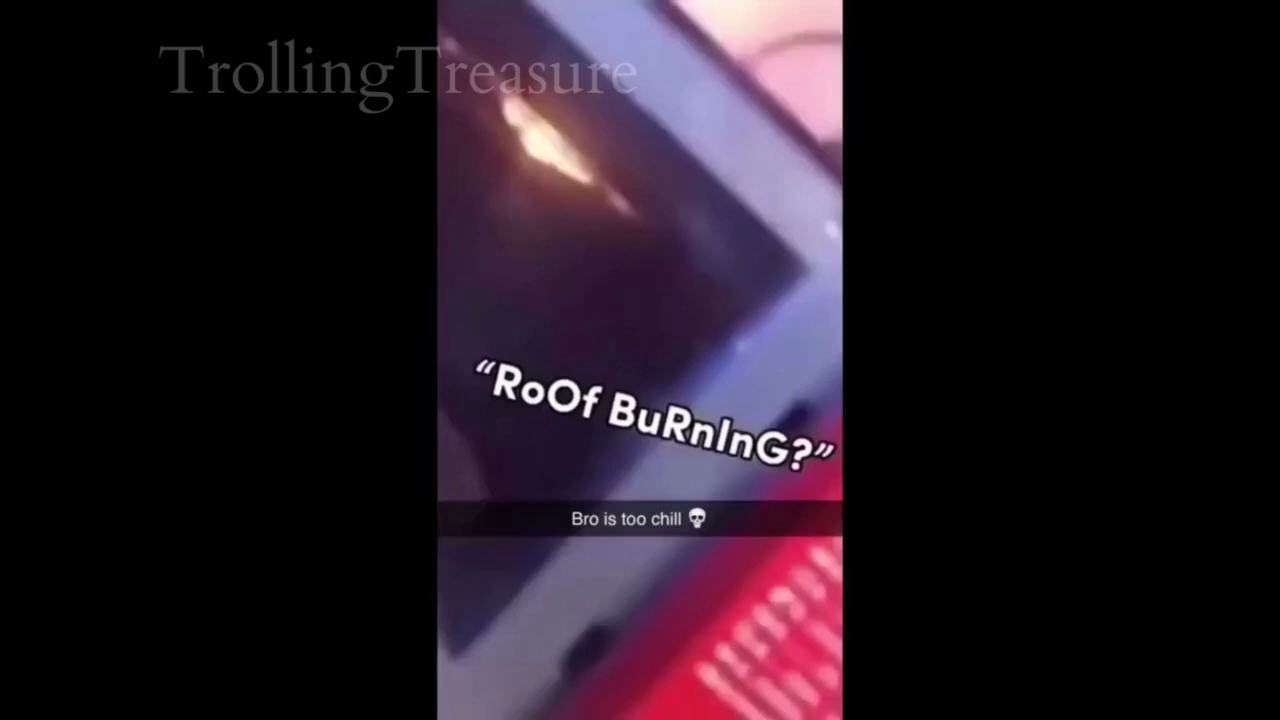 TrollingTreasure
“RoOf BuRnInG?”
Bro is too chill 💀